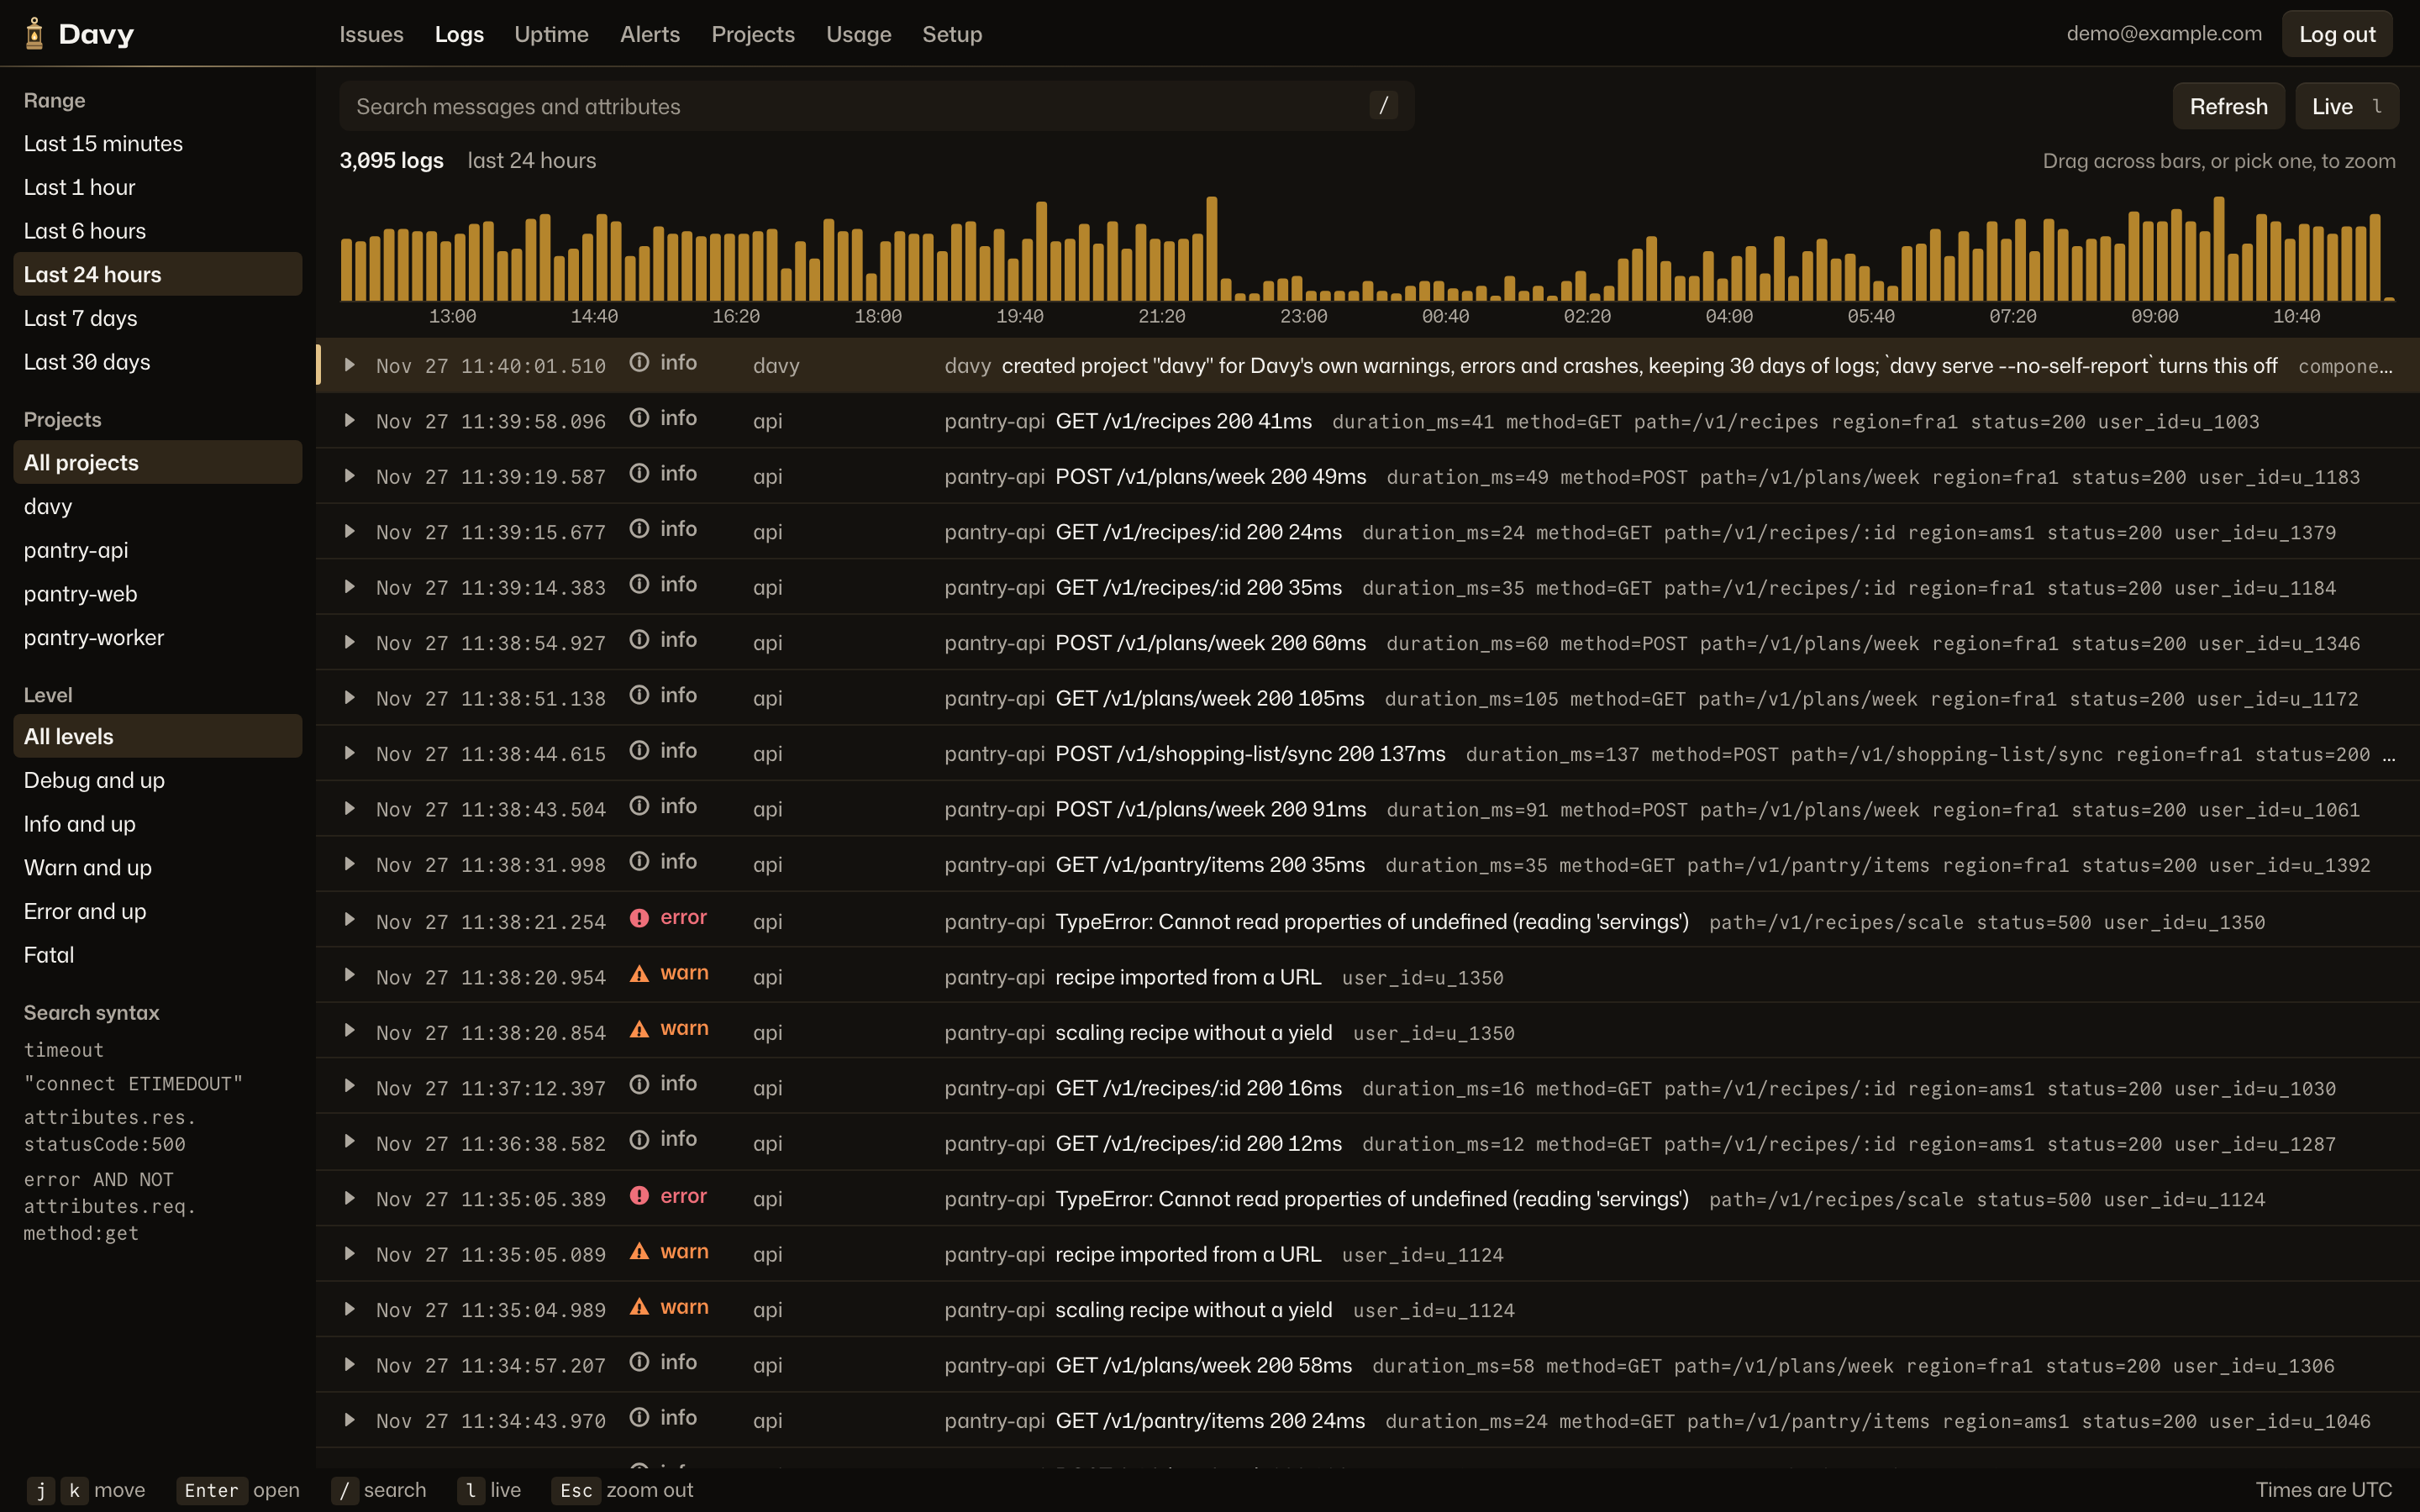 Davy Issues Logs Uptime Alerts Projects Usage Setup demo@example.com Log out
Range
Last 15 minutes
Last 1 hour
Last 6 hours
Last 24 hours
Last 7 days
Last 30 days
Projects
All projects
davy
pantry-api
pantry-web
pantry-worker
Level
All levels
Debug and up
Info and up
Warn and up
Error and up
Fatal
Search syntax
timeout
"connect ETIMEDOUT"
attributes.res.
statusCode:500
error AND NOT
attributes.req.
method:get
Search messages and attributes / Refresh Live l
3,095 logs last 24 hours Drag across bars, or pick one, to zoom
13:00 14:40 16:20 18:00 19:40 21:20 23:00 00:40 02:20 04:00 05:40 07:20 09:00 10:40
Nov 27 11:40:01.510 info davy davy created project "davy" for Davy's own warnings, errors and crashes, keeping 30 days of logs; `davy serve --no-self-report` turns this off compone...
Nov 27 11:39:58.096 info api pantry-api GET /v1/recipes 200 41ms duration_ms=41 method=GET path=/v1/recipes region=fra1 status=200 user_id=u_1003
Nov 27 11:39:19.587 info api pantry-api POST /v1/plans/week 200 49ms duration_ms=49 method=POST path=/v1/plans/week region=fra1 status=200 user_id=u_1183
Nov 27 11:39:15.677 info api pantry-api GET /v1/recipes/:id 200 24ms duration_ms=24 method=GET path=/v1/recipes/:id region=ams1 status=200 user_id=u_1379
Nov 27 11:39:14.383 info api pantry-api GET /v1/recipes/:id 200 35ms duration_ms=35 method=GET path=/v1/recipes/:id region=fra1 status=200 user_id=u_1184
Nov 27 11:38:54.927 info api pantry-api POST /v1/plans/week 200 60ms duration_ms=60 method=POST path=/v1/plans/week region=fra1 status=200 user_id=u_1346
Nov 27 11:38:51.138 info api pantry-api GET /v1/plans/week 200 105ms duration_ms=105 method=GET path=/v1/plans/week region=fra1 status=200 user_id=u_1172
Nov 27 11:38:44.615 info api pantry-api POST /v1/shopping-list/sync 200 137ms duration_ms=137 method=POST path=/v1/shopping-list/sync region=fra1 status=200 ...
Nov 27 11:38:43.504 info api pantry-api POST /v1/plans/week 200 91ms duration_ms=91 method=POST path=/v1/plans/week region=fra1 status=200 user_id=u_1061
Nov 27 11:38:31.998 info api pantry-api GET /v1/pantry/items 200 35ms duration_ms=35 method=GET path=/v1/pantry/items region=fra1 status=200 user_id=u_1392
Nov 27 11:38:21.254 error api pantry-api TypeError: Cannot read properties of undefined (reading 'servings') path=/v1/recipes/scale status=500 user_id=u_1350
Nov 27 11:38:20.954 warn api pantry-api recipe imported from a URL user_id=u_1350
Nov 27 11:38:20.854 warn api pantry-api scaling recipe without a yield user_id=u_1350
Nov 27 11:37:12.397 info api pantry-api GET /v1/recipes/:id 200 16ms duration_ms=16 method=GET path=/v1/recipes/:id region=ams1 status=200 user_id=u_1030
Nov 27 11:36:38.582 info api pantry-api GET /v1/recipes/:id 200 12ms duration_ms=12 method=GET path=/v1/recipes/:id region=ams1 status=200 user_id=u_1287
Nov 27 11:35:05.389 error api pantry-api TypeError: Cannot read properties of undefined (reading 'servings') path=/v1/recipes/scale status=500 user_id=u_1124
Nov 27 11:35:05.089 warn api pantry-api recipe imported from a URL user_id=u_1124
Nov 27 11:35:04.989 warn api pantry-api scaling recipe without a yield user_id=u_1124
Nov 27 11:34:57.207 info api pantry-api GET /v1/plans/week 200 58ms duration_ms=58 method=GET path=/v1/plans/week region=fra1 status=200 user_id=u_1306
Nov 27 11:34:43.970 info api pantry-api GET /v1/pantry/items 200 24ms duration_ms=24 method=GET path=/v1/pantry/items region=ams1 status=200 user_id=u_1046
j k move Enter open / search l live Esc zoom out Times are UTC